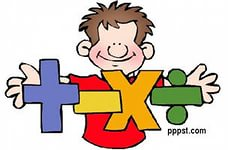 + - × ÷
pppst.com